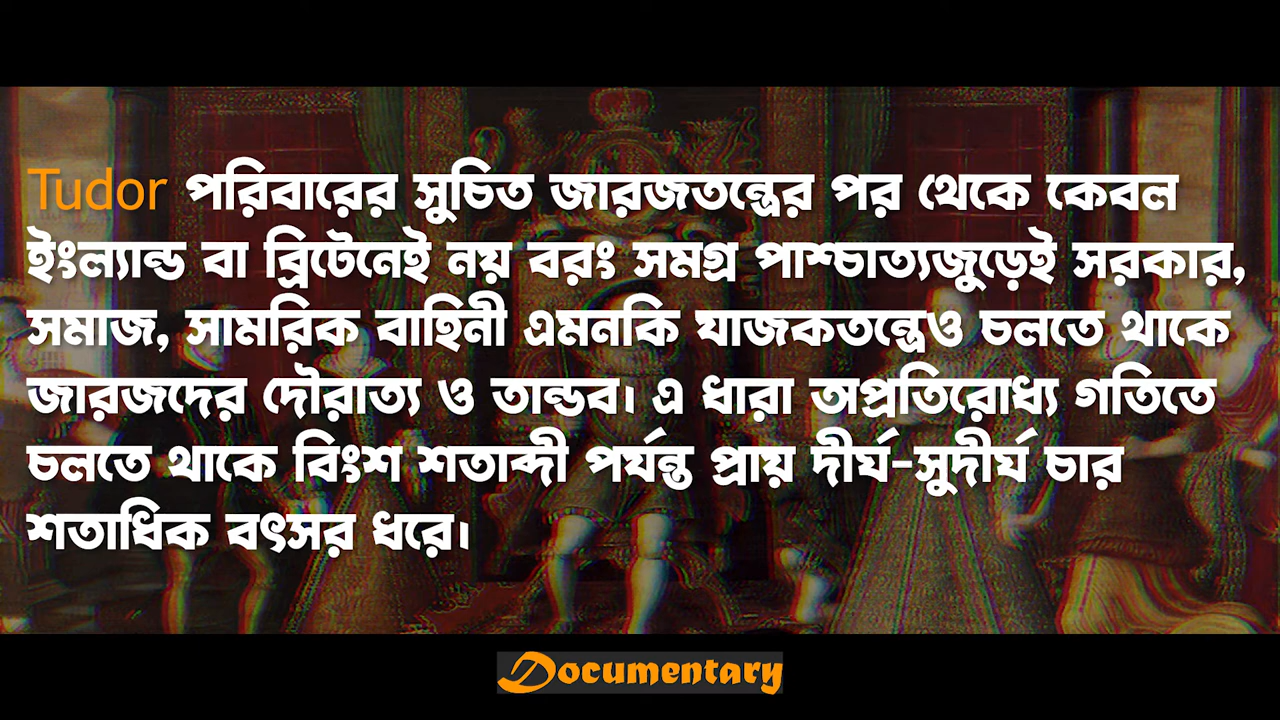 Tudor পরিবারের সুচিত জারজতন্ত্রের পর থেকে কেবল
ইংল্যান্ড বা ব্রিটেনেই নয় বরং সমগ্র পাশ্চাত্যজুড়েই সরকার,
সমাজ, সামরিক বাহিনী এমনকি যাজকতন্ত্রেও চলতে থাকে
জারজদের দৌরাত্য ও তান্ডব। এ ধারা অপ্রতিরোধ্য গতিতে
চলতে থাকে বিংশ শতাব্দী পর্যন্ত প্রায় দীর্ঘ-সুদীর্ঘ চার
শতাধিক বৎসর ধরে।
Documentary